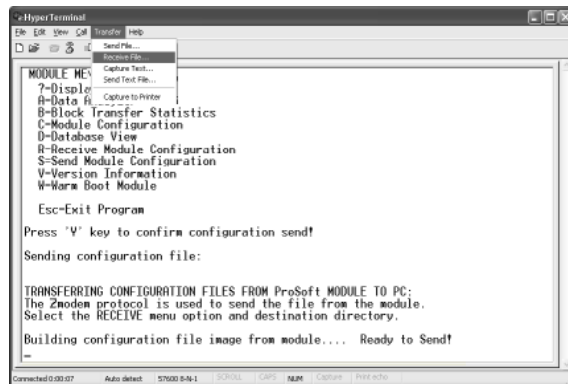 HyperTerminal
File Edit View Call Transfer Help
Send File...
Receive File...
Capture Text...
Send Text File...
Capture to Printer
MODULE ME
?=Displa
A=Data A
B=Block Transfer Statistics
C=Module Configuration
D=Database View
R=Receive Module Configuration
S=Send Module Configuration
V=Version Information
W=Warm Boot Module
Esc=Exit Program
Press 'Y' key to confirm configuration send!
Sending configuration file:
TRANSFERRING CONFIGURATION FILES FROM ProSoft MODULE TO PC:
The Zmodem protocol is used to send the file from the module.
Select the RECEIVE menu option and destination directory.
Building configuration file image from module.... Ready to Send!
Connected 0:00:07 Auto detect 57600 8-N-1 SCROLL CAPS NUM Capture Print echo